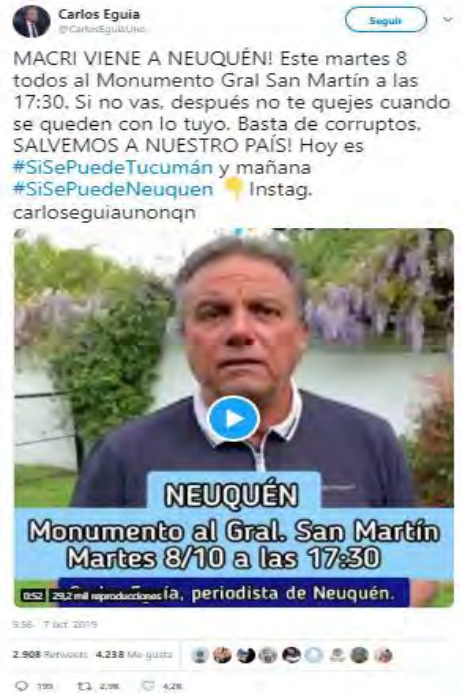 Carlos Eguia
@CarlosEguiaUno
Seguir
MACRI VIENE A NEUQUÉN! Este martes 8
todos al Monumento Gral San Martín a las
17:30. Si no vas, después no te quejes cuando
se queden con lo tuyo. Basta de corruptos.
SALVEMOS A NUESTRO PAÍS! Hoy es
#SiSePuedeTucumán y mañana
#SiSePuedeNeuquen 👇 Instag.
carloseguiaunonqn
NEUQUÉN
Monumento al Gral. San Martín
Martes 8/10 a las 17:30
0:52 29,2 mil reproducciones ía, periodista de Neuquén.
5:56 - 7 oct. 2019
2.908 Retweets 4.238 Me gusta
199 2,9K 4,2K